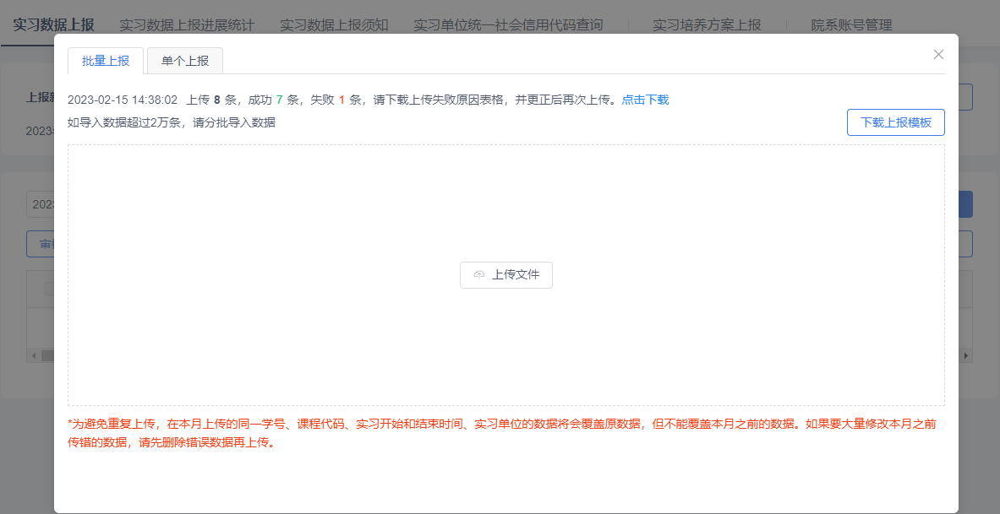 实习数据上报 实习数据上报进展统计 实习数据上报须知 实习单位统一社会信用代码查询 实习培养方案上报 院系账号管理
批量上报 单个上报
上报
2023-02-15 14:38:02 上传 8 条，成功 7 条，失败 1 条，请下载上传失败原因表格，并更正后再次上传。点击下载
如导入数据超过2万条，请分批导入数据
下载上报模板
2023
202
审
上传文件
*为避免重复上传，在本月上传的同一学号、课程代码、实习开始和结束时间、实习单位的数据将会覆盖原数据，但不能覆盖本月之前的数据。如果要大量修改本月之前
传错的数据，请先删除错误数据再上传。